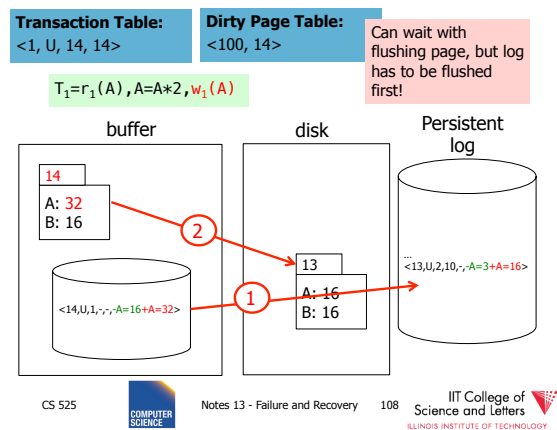 Transaction Table:
<1, U, 14, 14>
Dirty Page Table:
<100, 14>
Can wait with
flushing page, but log
has to be flushed
first!
T1=r1(A),A=A*2,w1(A)
buffer
disk
Persistent
log
14
A: 32
B: 16
2
13
A: 16
B: 16
...
<13,U,2,10,-,-A=3+A=16>
1
<14,U,1,-,-,-A=16+A=32>
CS 525
COMPUTER
SCIENCE
Notes 13 - Failure and Recovery
108
IIT College of
Science and Letters
ILLINOIS INSTITUTE OF TECHNOLOGY